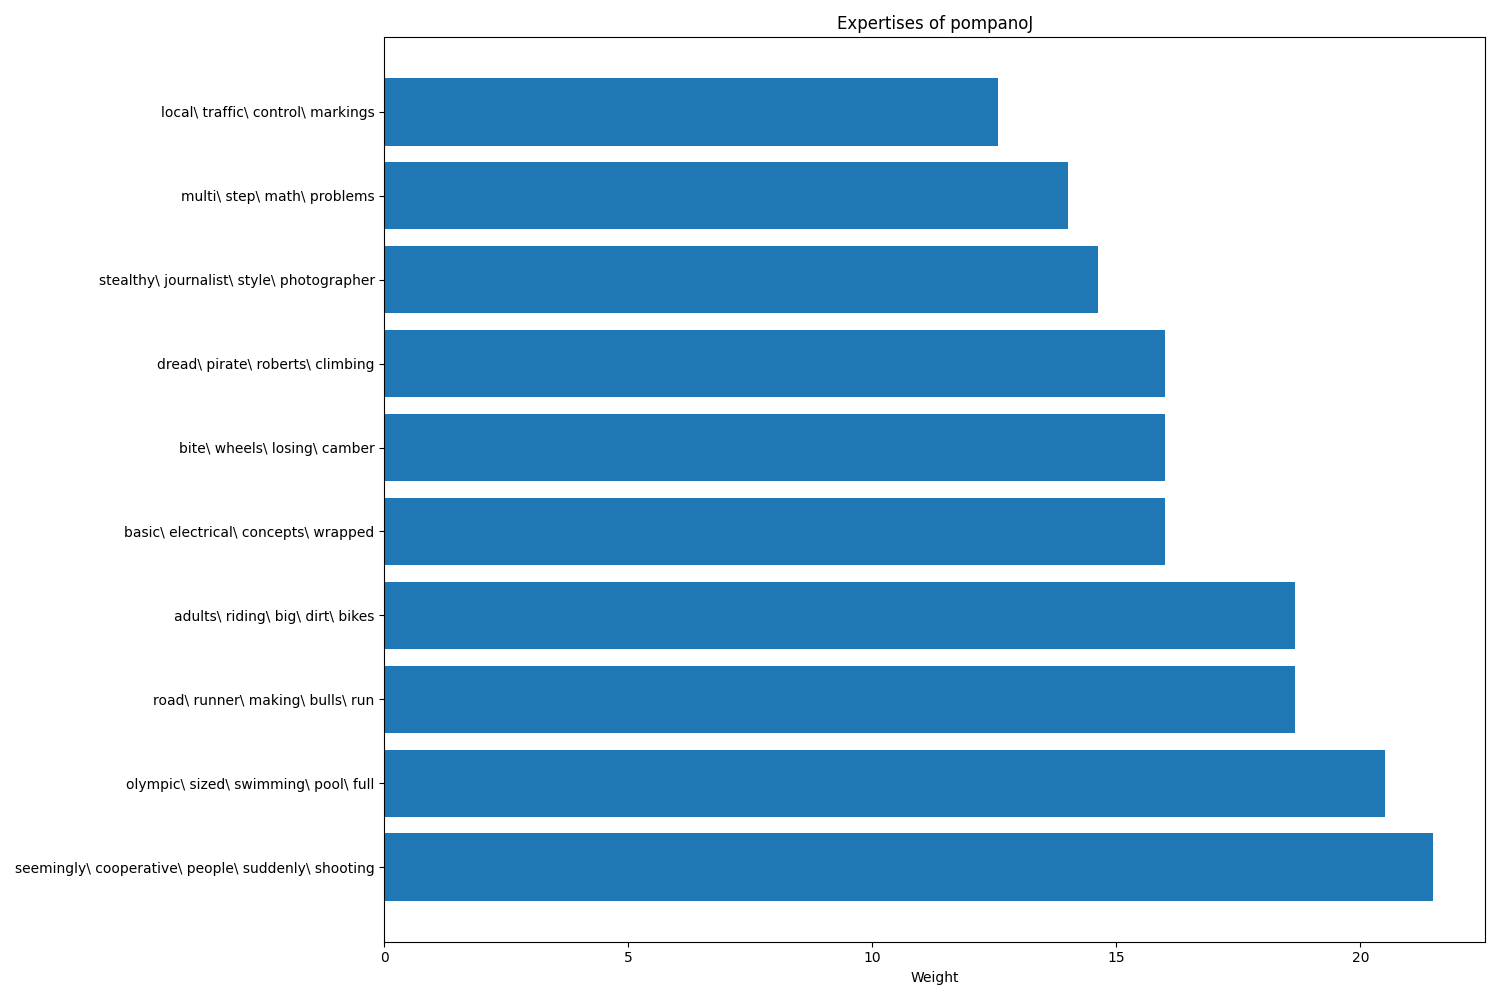 Expertises of pompanoJ
local\ traffic\ control\ markings
multi\ step\ math\ problems
stealthy\ journalist\ style\ photographer
dread\ pirate\ roberts\ climbing
bite\ wheels\ losing\ camber
basic\ electrical\ concepts\ wrapped
adults\ riding\ big\ dirt\ bikes
road\ runner\ making\ bulls\ run
olympic\ sized\ swimming\ pool\ full
seemingly\ cooperative\ people\ suddenly\ shooting
0 5 10 15 20
Weight